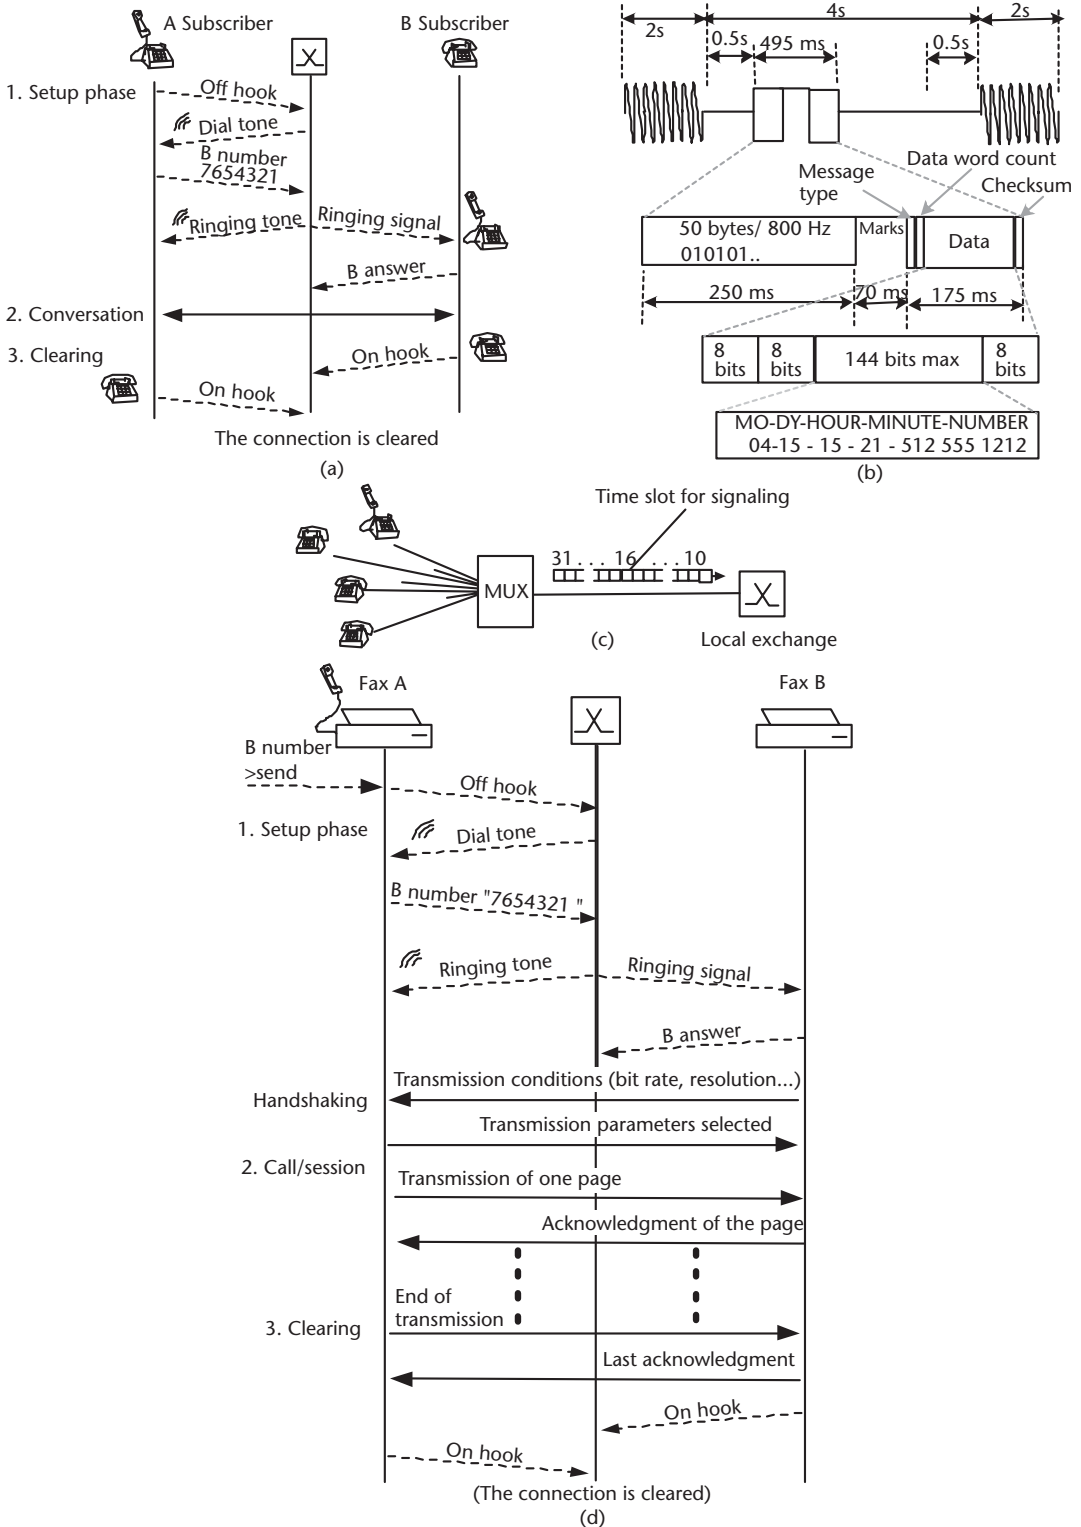 A Subscriber
B Subscriber
1. Setup phase
Off hook
Dial tone
B number
7654321
Ringing tone
Ringing signal
B answer
2. Conversation
3. Clearing
On hook
On hook
The connection is cleared
(a)
2s
4s
2s
0.5s
495 ms
0.5s
Message
type
Data word count
Checksum
50 bytes/ 800 Hz
010101..
Marks
Data
250 ms
70 ms
175 ms
8
bits
8
bits
144 bits max
8
bits
MO-DY-HOUR-MINUTE-NUMBER
04-15 - 15 - 21 - 512 555 1212
(b)
Time slot for signaling
31 . . . 16 . . . 10
MUX
Local exchange
(c)
Fax A
Fax B
B number
>send
Off hook
1. Setup phase
Dial tone
B number "7654321 "
Ringing tone
Ringing signal
B answer
Transmission conditions (bit rate, resolution...)
Handshaking
Transmission parameters selected
2. Call/session
Transmission of one page
Acknowledgment of the page
End of
transmission
3. Clearing
Last acknowledgment
On hook
On hook
(The connection is cleared)
(d)